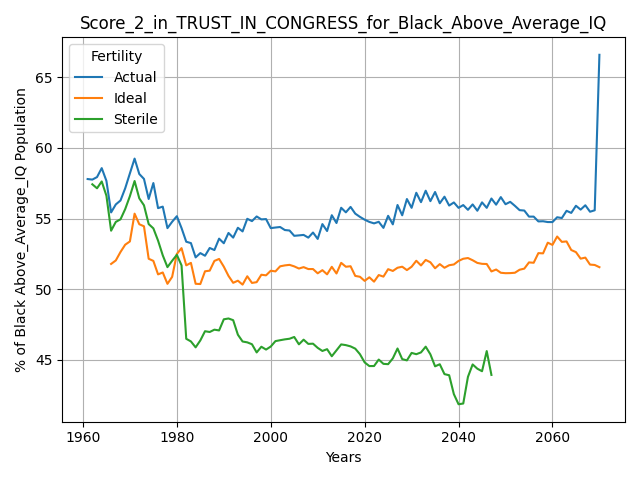 Score_2_in_TRUST_IN_CONGRESS_for_Black_Above_Average_IQ
Fertility
Actual
Ideal
Sterile
% of Black Above_Average_IQ Population
65
60
55
50
45
1960
1980
2000
2020
2040
2060
Years